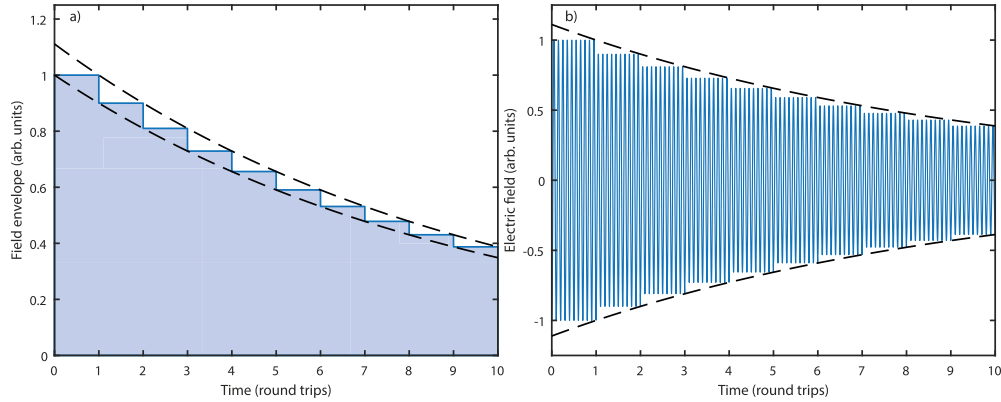 a)
Field envelope (arb. units)
1.2
1
0.8
0.6
0.4
0.2
0
0 1 2 3 4 5 6 7 8 9 10
Time (round trips)
b)
Electric field (arb. units)
1
0.5
0
-0.5
-1
0 1 2 3 4 5 6 7 8 9 10
Time (round trips)